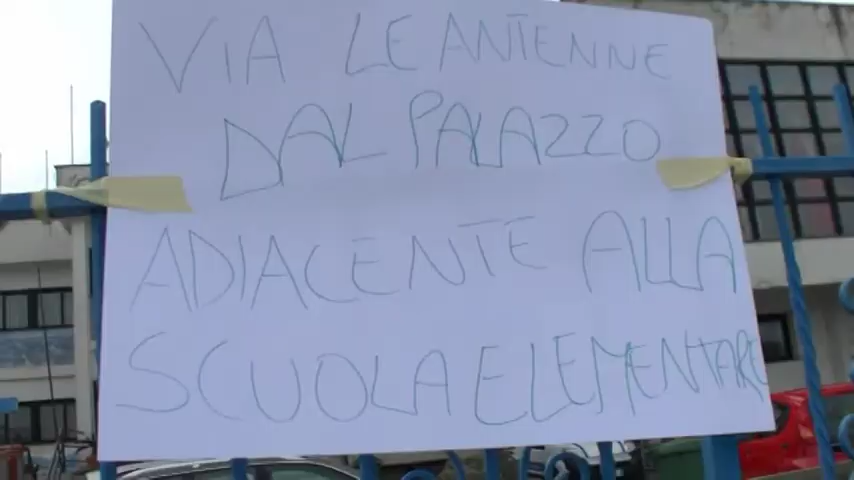 VIA LE ANTENNE
DAL PALAZZO
ADIACENTE ALLA
SCUOLA ELEMENTARE